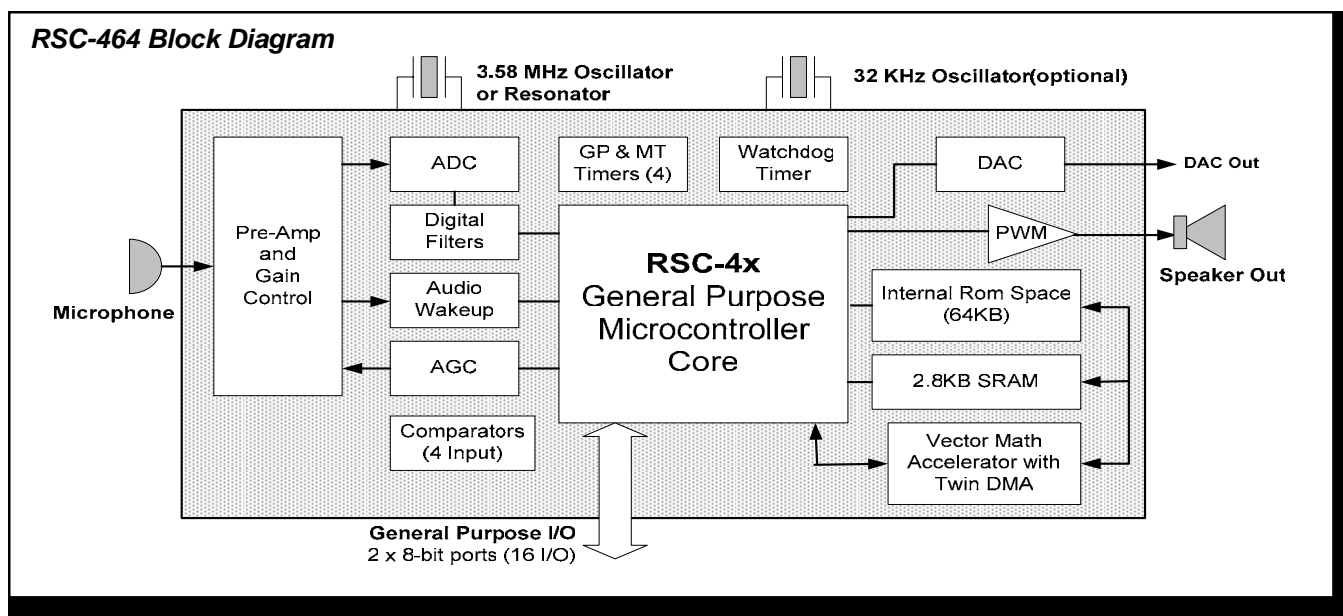 RSC-464 Block Diagram
3.58 MHz Oscillator
or Resonator
32 KHz Oscillator(optional)
ADC
GP & MT
Timers (4)
Watchdog
Timer
DAC
DAC Out
Pre-Amp
and
Gain
Control
Digital
Filters
PWM
Speaker Out
Microphone
Audio
Wakeup
RSC-4x
General Purpose
Microcontroller
Core
Internal Rom Space
(64KB)
AGC
2.8KB SRAM
Comparators
(4 Input)
Vector Math
Accelerator with
Twin DMA
General Purpose I/O
2 x 8-bit ports (16 I/O)